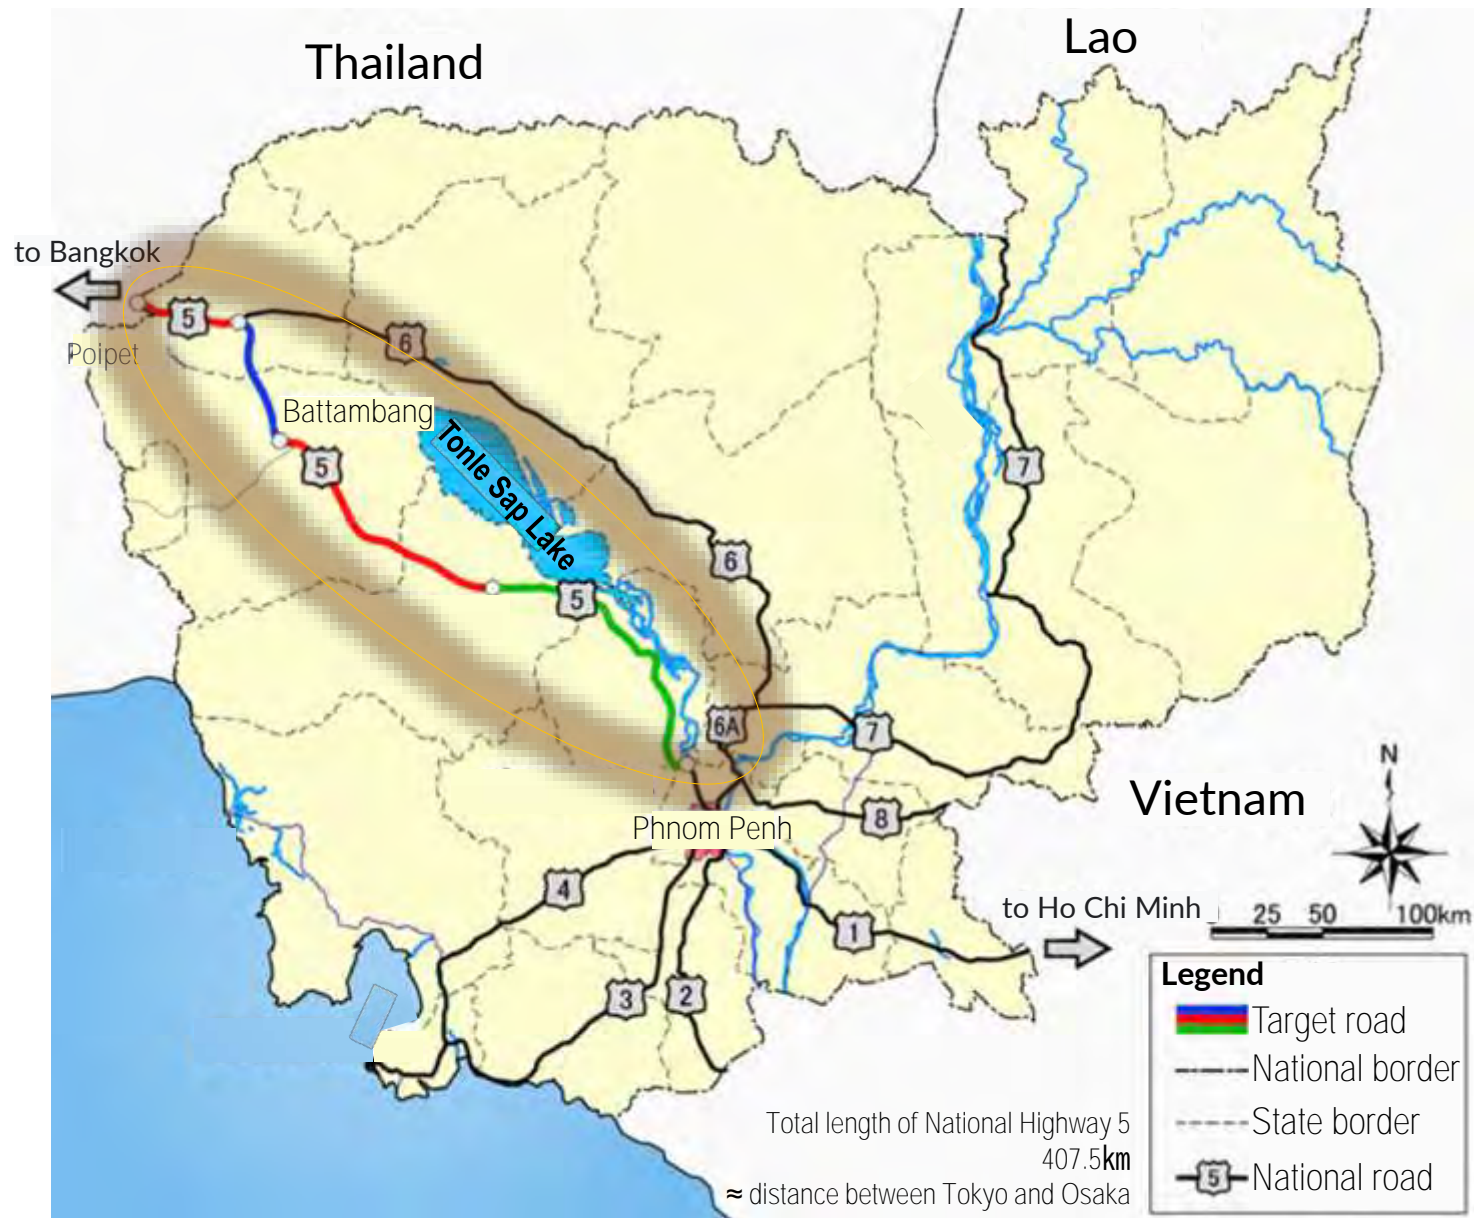 Thailand
Lao
to Bangkok
5
6
Poipet
Battambang
Tonle Sap Lake
5
7
6
5
6A
7
Vietnam
N
Phnom Penh
8
4
to Ho Chi Minh
25 50 100km
1
3
2
Legend
Target road
National border
State border
5 National road
Total length of National Highway 5
407.5km
≈ distance between Tokyo and Osaka